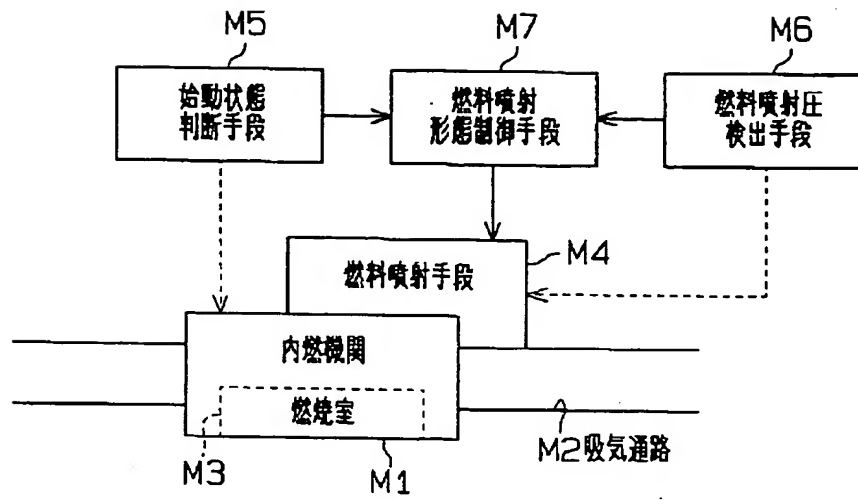 M5
M7
M6
始動状態
判断手段
燃料噴射
形態制御手段
燃料噴射圧
検出手段
M4
燃料噴射手段
内燃機関
燃焼室
M3
M1
M2吸気通路